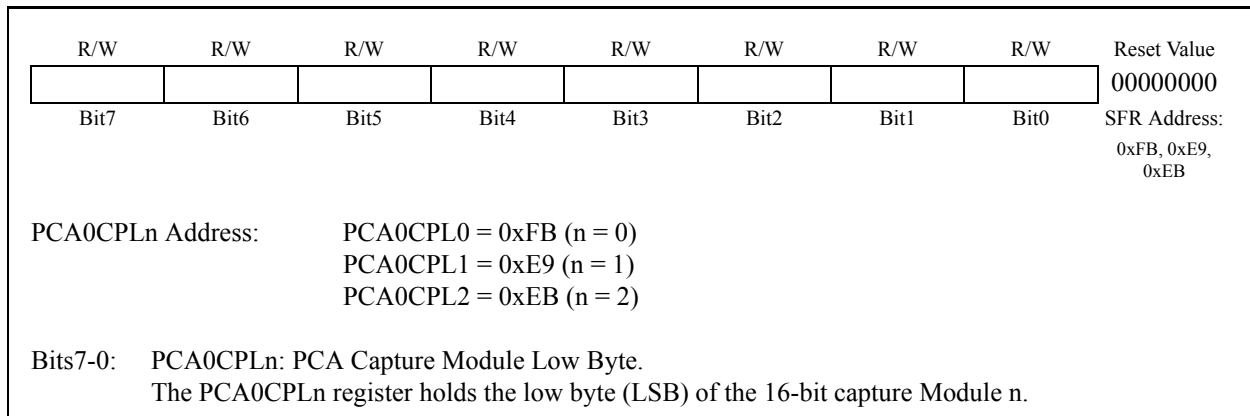 R/W R/W R/W R/W R/W R/W R/W R/W Reset Value
00000000
Bit7 Bit6 Bit5 Bit4 Bit3 Bit2 Bit1 Bit0 SFR Address:
0xFB, 0xE9,
0xEB
PCA0CPLn Address: PCA0CPL0 = 0xFB (n = 0)
PCA0CPL1 = 0xE9 (n = 1)
PCA0CPL2 = 0xEB (n = 2)
Bits7-0: PCA0CPLn: PCA Capture Module Low Byte.
The PCA0CPLn register holds the low byte (LSB) of the 16-bit capture Module n.